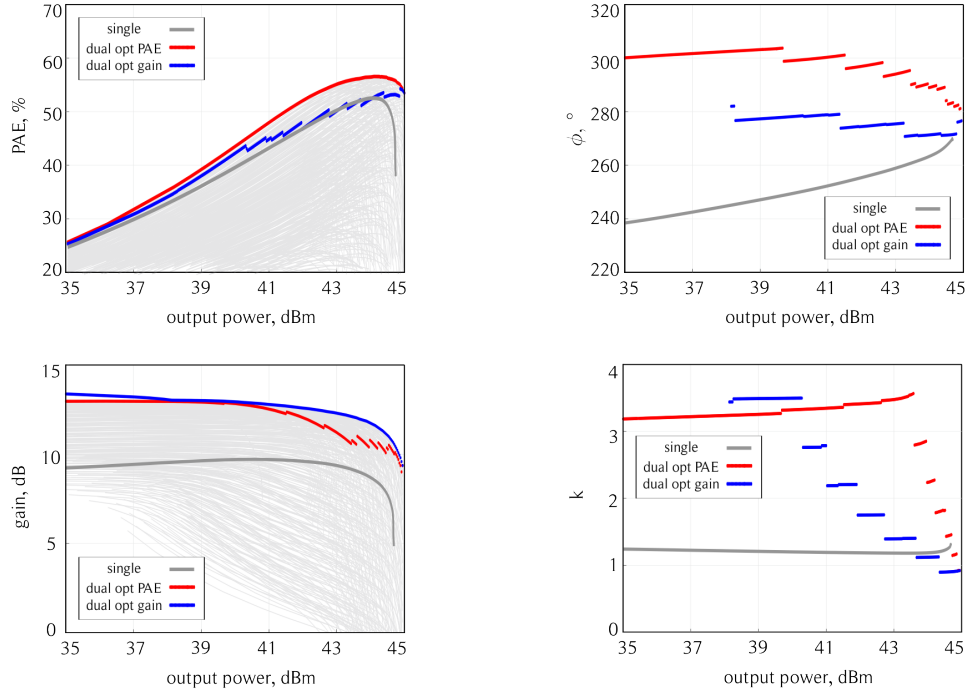 70
60
50
40
30
20
PAE, %
single
dual opt PAE
dual opt gain
35 37 39 41 43 45
output power, dBm
320
300
280
260
240
220
ϕ, °
single
dual opt PAE
dual opt gain
35 37 39 41 43 45
output power, dBm
15
10
5
0
gain, dB
single
dual opt PAE
dual opt gain
35 37 39 41 43 45
output power, dBm
4
3
2
1
0
k
single
dual opt PAE
dual opt gain
35 37 39 41 43 45
output power, dBm